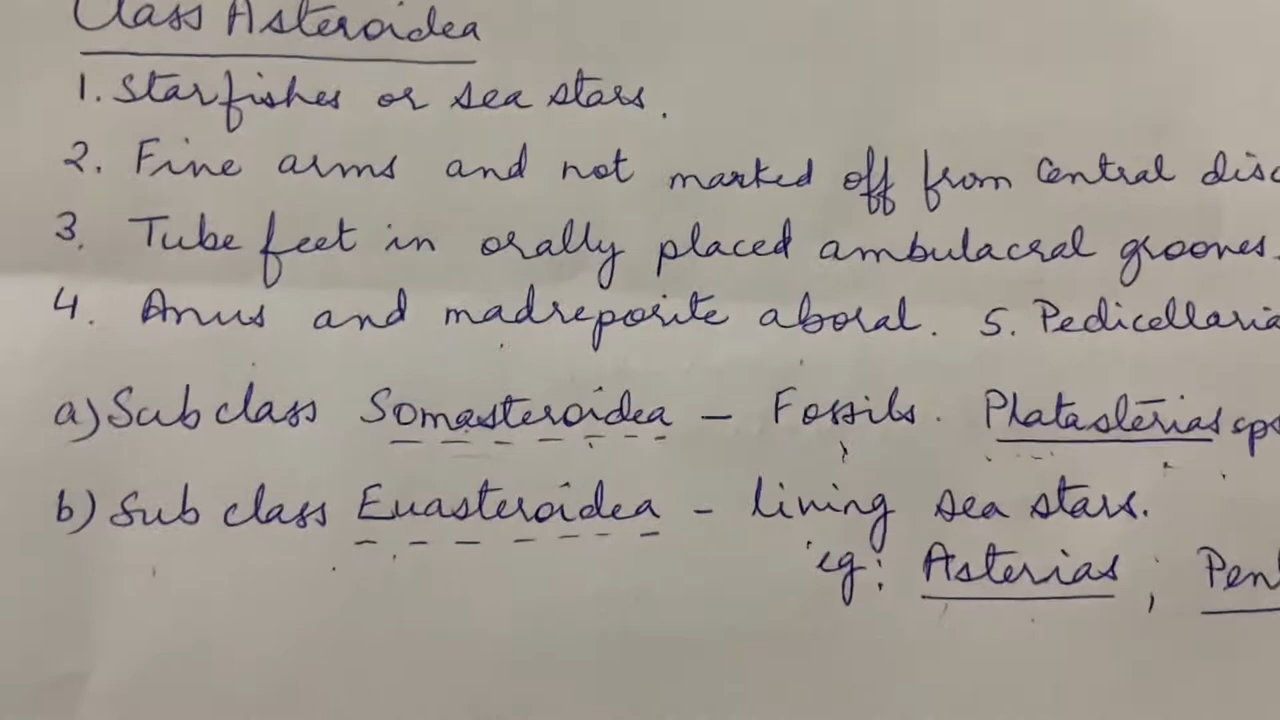 Class Asteroidea
1. Starfishes or sea stars.
2. Five arms and not marked off from Central disc
3. Tube feet in orally placed ambulacral grooves.
4. Anus and madreporite aboral. 5. Pedicellaria
a) Sub class Somasteroidea - Fossils. Platasterias sps
b) Sub class Euasteroidea - living sea stars.
eg: Asterias ; Pen